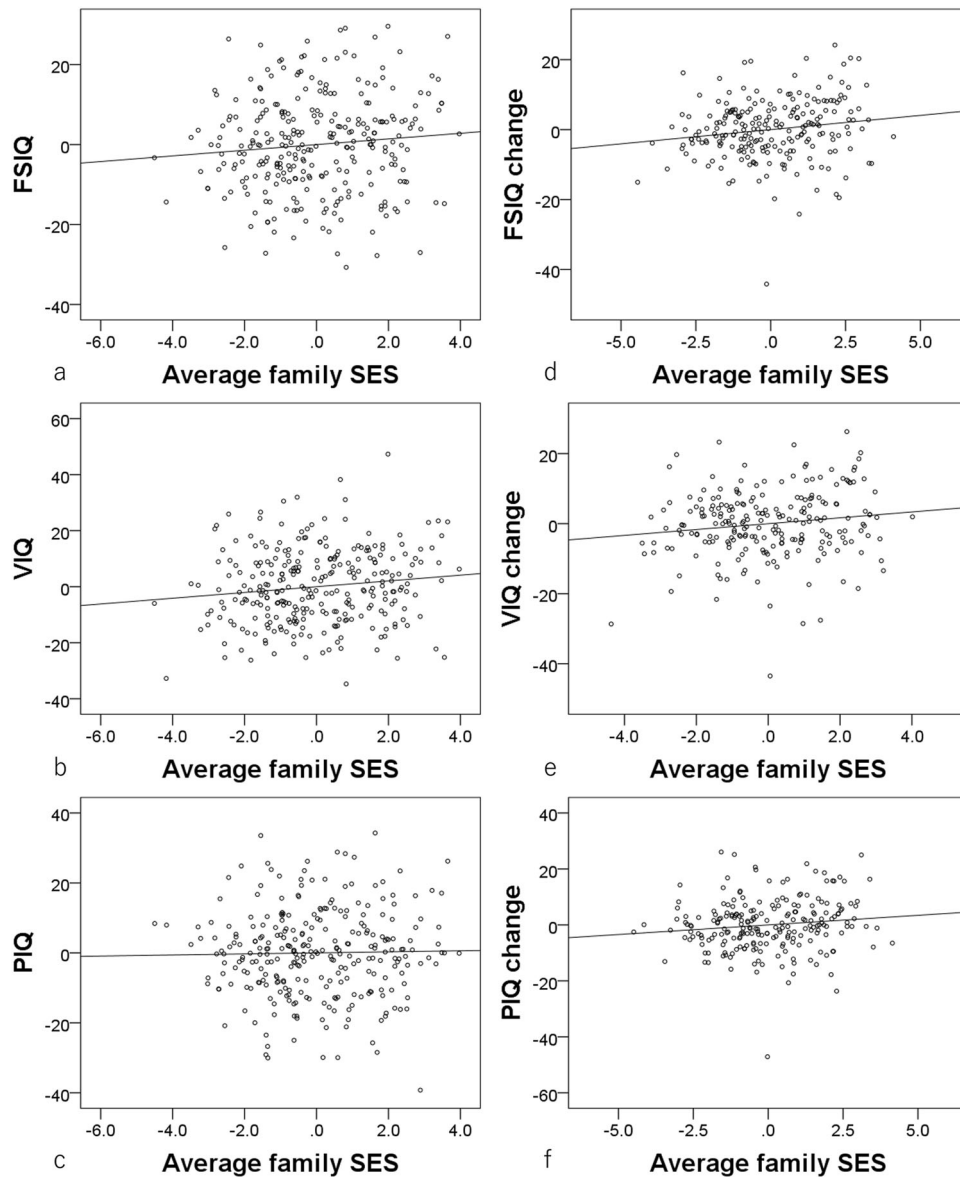 FSIQ
20
0
-20
-40
-6.0 -4.0 -2.0 .0 2.0 4.0
a Average family SES
FSIQ change
20
0
-20
-40
-5.0 -2.5 .0 2.5 5.0
d Average family SES
VIQ
60
40
20
0
-20
-40
-6.0 -4.0 -2.0 .0 2.0 4.0
b Average family SES
VIQ change
20
0
-20
-40
-4.0 -2.0 .0 2.0 4.0
e Average family SES
PIQ
40
20
0
-20
-40
-6.0 -4.0 -2.0 .0 2.0 4.0
c Average family SES
PIQ change
40
20
0
-20
-40
-60
-5.0 -2.5 .0 2.5 5.0
f Average family SES